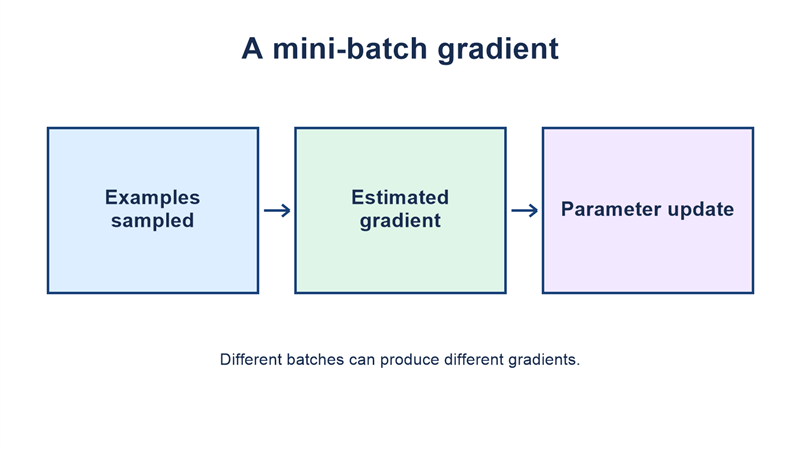 A mini-batch gradient
Examples
sampled
Estimated
gradient
Parameter update
Different batches can produce different gradients.